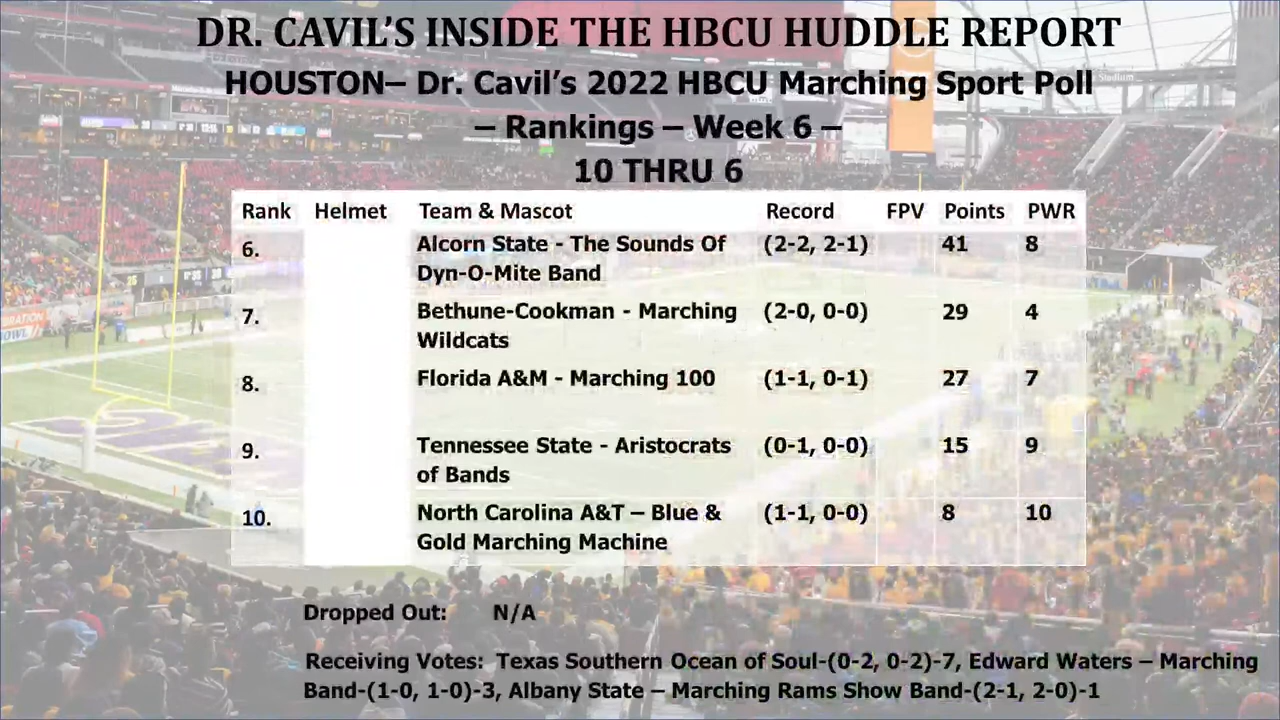 DR. CAVIL'S INSIDE THE HBCU HUDDLE REPORT
HOUSTON– Dr. Cavil's 2022 HBCU Marching Sport Poll
– Rankings – Week 6 –
10 THRU 6
Rank Helmet Team & Mascot Record FPV Points PWR
6. Alcorn State - The Sounds Of (2-2, 2-1) 41 8
Dyn-O-Mite Band
7. Bethune-Cookman - Marching (2-0, 0-0) 29 4
Wildcats
8. Florida A&M - Marching 100 (1-1, 0-1) 27 7
9. Tennessee State - Aristocrats (0-1, 0-0) 15 9
of Bands
10. North Carolina A&T – Blue & (1-1, 0-0) 8 10
Gold Marching Machine
Dropped Out: N/A
Receiving Votes: Texas Southern Ocean of Soul-(0-2, 0-2)-7, Edward Waters – Marching
Band-(1-0, 1-0)-3, Albany State – Marching Rams Show Band-(2-1, 2-0)-1
Stadium